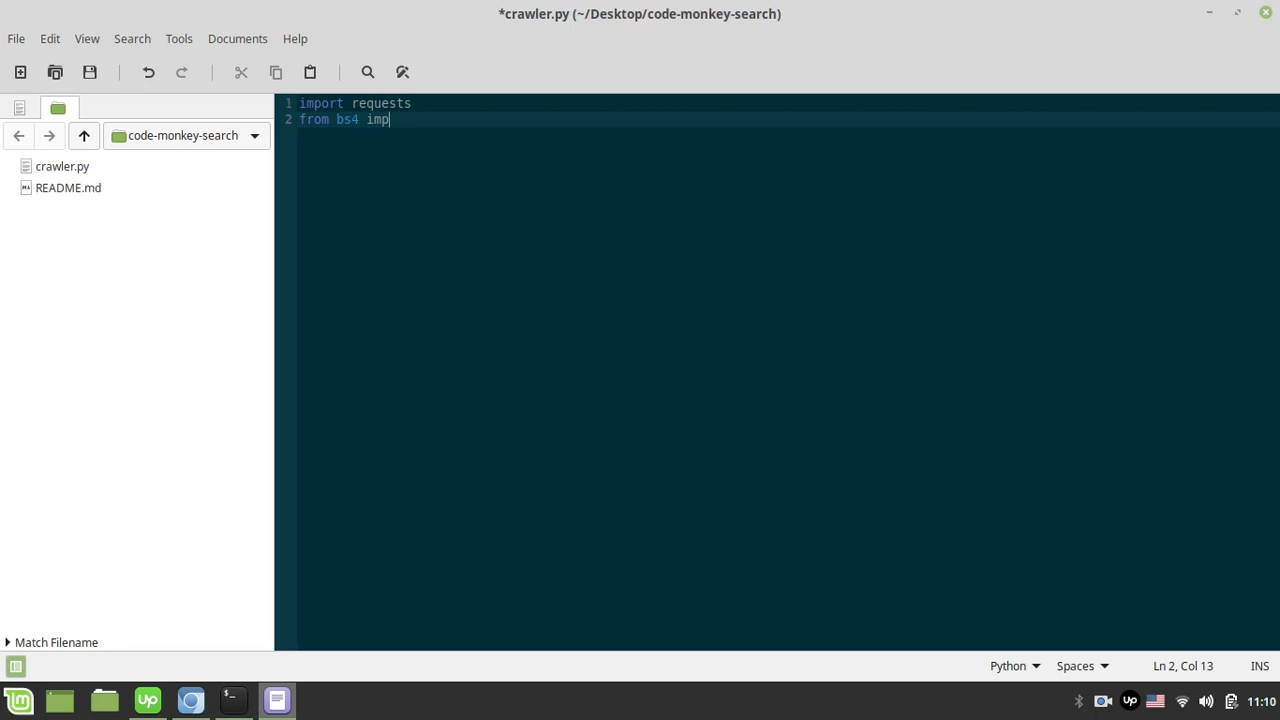 *crawler.py (~/Desktop/code-monkey-search)
File Edit View Search Tools Documents Help
code-monkey-search
crawler.py
README.md
1 import requests
2 from bs4 imp
Match Filename
Python Spaces Ln 2, Col 13 INS
Up Up 11:10